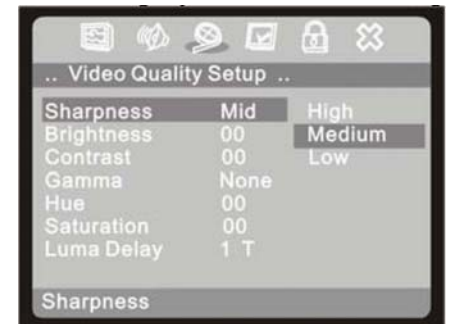 .. Video Quality Setup ..
Sharpness Mid High
Brightness 00 Medium
Contrast 00 Low
Gamma None
Hue 00
Saturation 00
Luma Delay 1 T
Sharpness